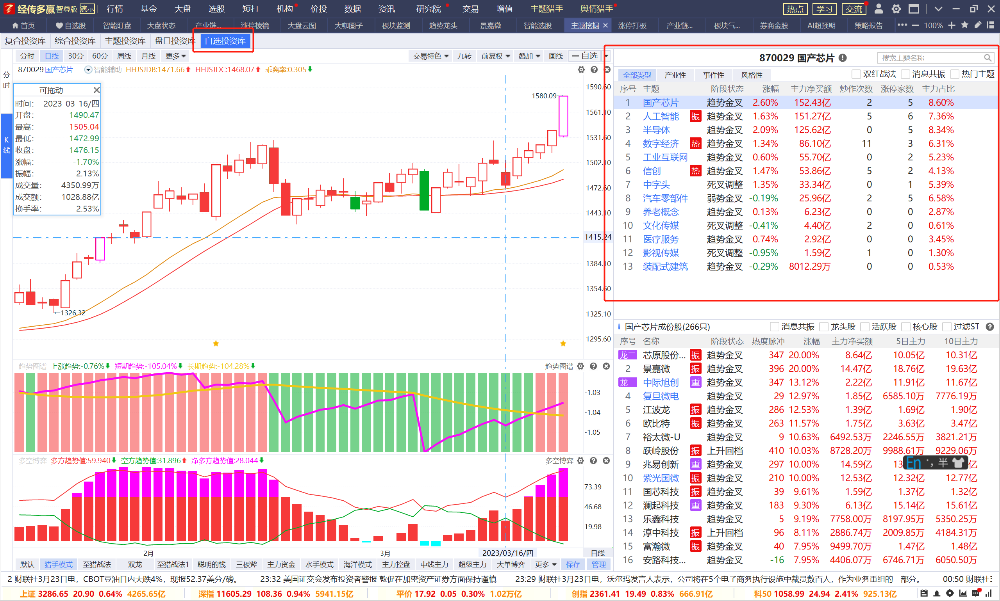 经传多赢 智尊版 演示 行情 基金 大盘 选股 短打 机构 价投 数据 资讯 研究院 交易 增值 主题猎手 舆情猎手 热点 学习 交流
首页 自选股 智能盯盘 大盘状态 产业链... 涨停棱镜 大盘云图 大咖圈子 板块监测 趋势龙头 景嘉微 智能选股 主题挖掘 涨停打板 产业链... 板块气... 券商金股 AI超预期 策略报告 100%
复合投资库 综合投资库 主题投资库 盘口投资库 自选投资库
分时 日线 30分 60分 周线 月线 更多 交易特色 九转 前复权 叠加 画线 一 自选
870029 国产芯片 智能辅助 HHJSJDB:1471.66 HHJSJDC:1468.07 乖离率:0.305
分时
K线
可拖动
时间: 2023-03-16/四
开盘: 1490.47
最高: 1505.04
最低: 1472.99
收盘: 1476.15
涨幅: -1.70%
振幅: 2.13%
成交量: 4350.99万
成交额: 1028.88亿
换手率: 2.53%
1580.09
←1326.32
1590.60
1561.10
1531.60
1502.10
1472.60
1443.10
1415.24
1384.10
1354.60
1325.10
1295.60
趋势图谱 上涨趋势:-0.76% 短期趋势:-105.04% 长期趋势:-104.28% 趋势图谱
-1.03
-1.04
-1.05
多空博弈 多方趋势值:59.940 空方趋势值:31.896 净多方趋势值:28.044 多空博弈
73.39
46.68
19.98
2月 3月 2023/03/16/四 日线
默认 猎手模式 至猎战法 双龙 至猎战法1 聪明的钱 三板斧 主力资金 水手模式 海洋模式 主力控盘 中线主力 超级主力 大单博弈 更多 保存 管理
870029 国产芯片 搜索主题名称
全部类型 产业性 事件性 风格性 双红战法 消息共振 热门主题
序号 主题 阶段状态 涨幅 主力净买额 炒作次数 涨停家数 主力占比
1 国产芯片 趋势金叉 2.60% 152.43亿 2 5 8.60%
2 人工智能 振 趋势金叉 1.63% 151.27亿 5 6 7.36%
3 半导体 趋势金叉 2.09% 125.62亿 0 5 8.34%
4 数字经济 热 趋势金叉 1.34% 86.10亿 11 3 6.31%
5 工业互联网 趋势金叉 0.60% 55.70亿 0 2 5.23%
6 信创 热 趋势金叉 1.47% 53.86亿 5 2 4.13%
7 中字头 死叉调整 1.35% 33.34亿 0 1 5.39%
8 汽车零部件 弱势金叉 -0.19% 25.96亿 2 5 6.58%
9 养老概念 趋势金叉 0.13% 6.23亿 0 0 2.87%
10 文化传媒 死叉调整 -0.41% 4.40亿 2 0 0.61%
11 医疗服务 趋势金叉 0.74% 2.92亿 0 0 3.45%
12 影视传媒 死叉调整 -0.95% 1.59亿 1 0 1.30%
13 装配式建筑 趋势金叉 -0.29% 8012.29万 0 0 0.53%
国产芯片成份股(266只) 消息共振 龙头股 活跃股 核心股 过滤ST
序号 名称 阶段状态 热度脉冲 涨幅 主力净买额 5日主力 10日主力
龙三 芯原股份... 振 趋势金叉 347 20.00% 8.64亿 10.05亿 10.31亿
2 景嘉微 振 趋势金叉 396 20.00% 14.47亿 18.76亿 19.63亿
龙二 中际旭创 重 趋势金叉 347 13.12% 2.22亿 11.91亿 11.67亿
4 复旦微电 趋势金叉 29 12.97% 1.85亿 6585.10万 7776.19万
5 江波龙 振 趋势金叉 286 12.53% 1.39亿 1.69亿 1.90亿
6 欧比特 振 趋势金叉 263 11.57% 1.75亿 3.63亿 3.47亿
7 裕太微-U 趋势金叉 9 10.63% 6492.53万 2246.55万 3821.21万
8 跃岭股份 振 上升回档 410 10.03% 8728.20万 9988.61万 9229.06万
9 兆易创新 重 趋势金叉 297 10.00% 14.59亿 13 亿
En 半
10 紫光国微 振 趋势金叉 210 10.00% 12.53亿 12.32亿 12.77亿
11 国芯科技 振 趋势金叉 39 9.61% 1.59亿 1.37亿 1.32亿
12 澜起科技 重 趋势金叉 183 9.30% 6.13亿 15.14亿 15.61亿
13 乐鑫科技 趋势金叉 5 9.19% 7758.00万 8197.95万 5350.25万
14 淳中科技 振 上升回档 96 8.11% 2886.74万 2009.85万 4184.31万
15 富瀚微 振 趋势金叉 40 7.95% 9499.70万 1.47亿 1.48亿
16 安路科技... 趋势金叉 -16 7.95% 4406.07万 6746.71万 6050.50万
2 财联社3月23日电，CBOT豆油日内大跌4%，现报52.37美分/磅。 23:32 美国证交会发布投资者警报 敦促在加密资产证券方面保持谨慎 23:29 财联社3月23日电，沃尔玛发言人表示，公司将在5个电子商务执行设施中裁员数百人，作为业务重组的一部分。 00:50 财联社
上证 3286.65 20.90 0.64% 4265.65亿 深指 11605.29 108.36 0.94% 5941.15亿 平价 17.92 0.05 0.30% 1.02万亿 创指 2361.41 19.49 0.83% 666.91亿 科50 1058.99 24.94 2.41% 925.13亿